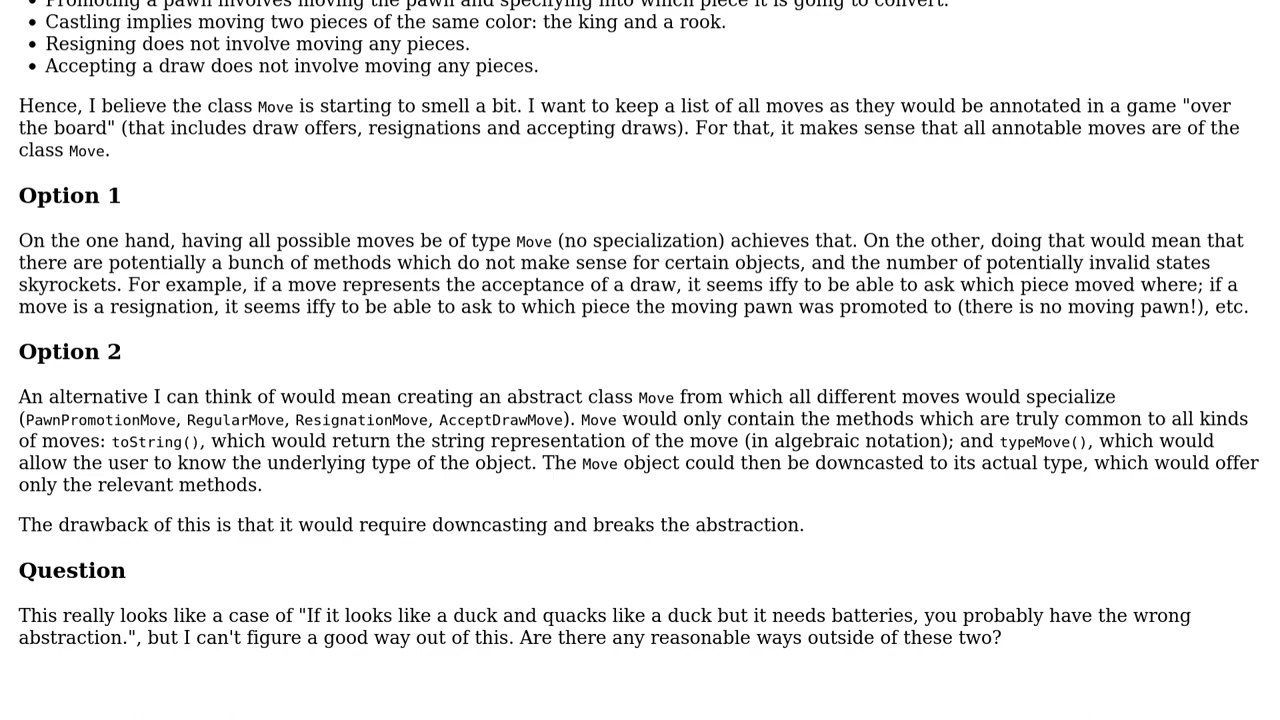 Promoting a pawn involves moving the pawn and specifying into which piece it is going to convert.
Castling implies moving two pieces of the same color: the king and a rook.
Resigning does not involve moving any pieces.
Accepting a draw does not involve moving any pieces.
Hence, I believe the class Move is starting to smell a bit. I want to keep a list of all moves as they would be annotated in a game "over
the board" (that includes draw offers, resignations and accepting draws). For that, it makes sense that all annotable moves are of the
class Move.
Option 1
On the one hand, having all possible moves be of type Move (no specialization) achieves that. On the other, doing that would mean that
there are potentially a bunch of methods which do not make sense for certain objects, and the number of potentially invalid states
skyrockets. For example, if a move represents the acceptance of a draw, it seems iffy to be able to ask which piece moved where; if a
move is a resignation, it seems iffy to be able to ask to which piece the moving pawn was promoted to (there is no moving pawn!), etc.
Option 2
An alternative I can think of would mean creating an abstract class Move from which all different moves would specialize
(PawnPromotionMove, RegularMove, ResignationMove, AcceptDrawMove). Move would only contain the methods which are truly common to all kinds
of moves: toString(), which would return the string representation of the move (in algebraic notation); and typeMove(), which would
allow the user to know the underlying type of the object. The Move object could then be downcasted to its actual type, which would offer
only the relevant methods.
The drawback of this is that it would require downcasting and breaks the abstraction.
Question
This really looks like a case of "If it looks like a duck and quacks like a duck but it needs batteries, you probably have the wrong
abstraction.", but I can't figure a good way out of this. Are there any reasonable ways outside of these two?